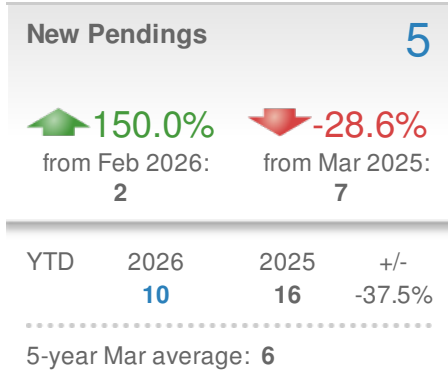 New Pendings 5
150.0% -28.6%
from Feb 2026: from Mar 2025:
2 7
YTD 2026 2025 +/-
10 16 -37.5%
5-year Mar average: 6